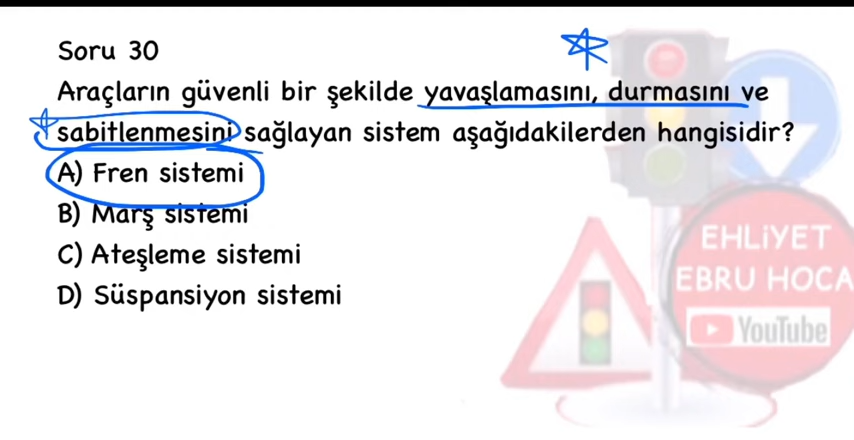 Soru 30
Araçların güvenli bir şekilde yavaşlamasını, durmasını ve
sabitlenmesini sağlayan sistem aşağıdakilerden hangisidir?
A) Fren sistemi
B) Marş sistemi
C) Ateşleme sistemi
D) Süspansiyon sistemi
EHLİYET
EBRU HOCA
YouTube